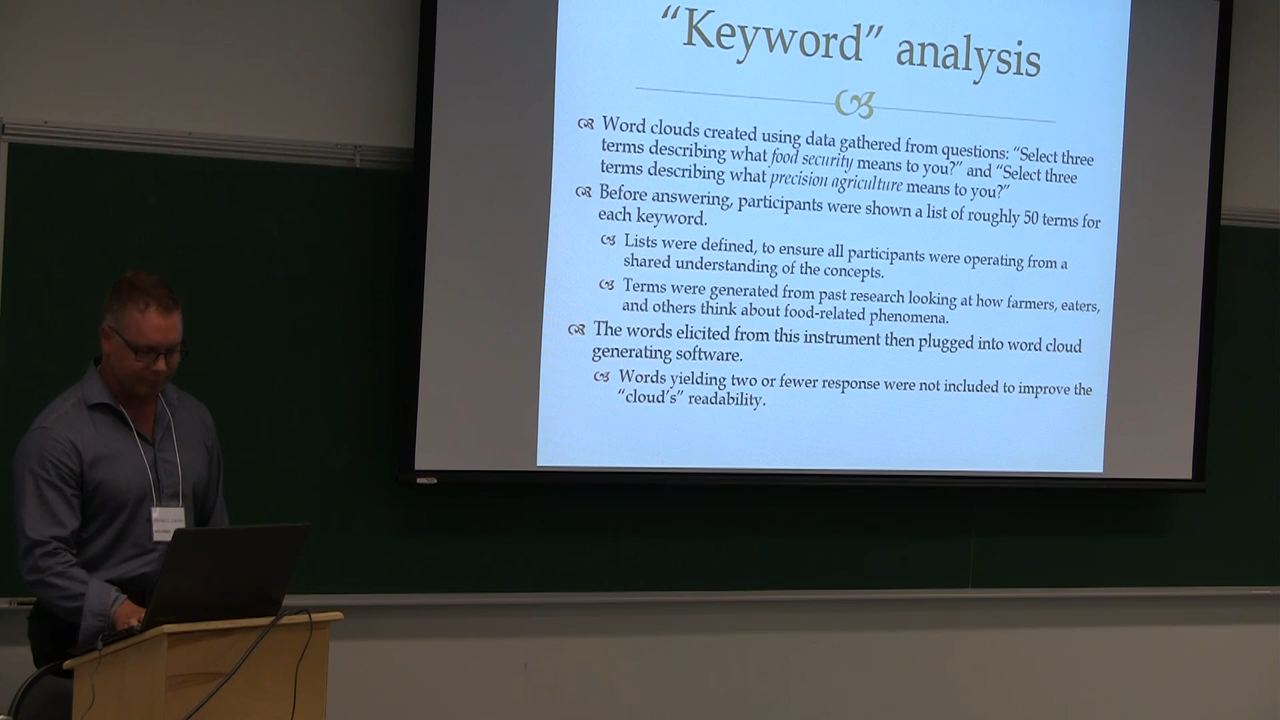 “Keyword” analysis
Word clouds created using data gathered from questions: “Select three
terms describing what food security means to you?” and “Select three
terms describing what precision agriculture means to you?”
Before answering, participants were shown a list of roughly 50 terms for
each keyword.
Lists were defined, to ensure all participants were operating from a
shared understanding of the concepts.
Terms were generated from past research looking at how farmers, eaters,
and others think about food-related phenomena.
The words elicited from this instrument then plugged into word cloud
generating software.
Words yielding two or fewer response were not included to improve the
“cloud’s” readability.